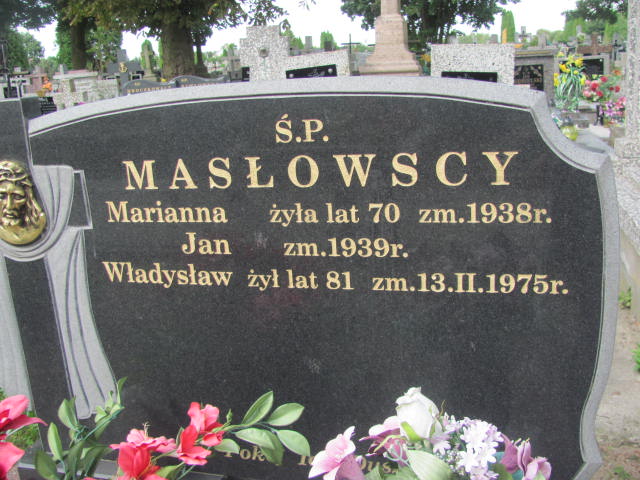 Ś.P.
MASŁOWSCY
Marianna żyła lat 70 zm.1938r.
Jan zm.1939r.
Władysław żył lat 81 zm.13.II.1975r.